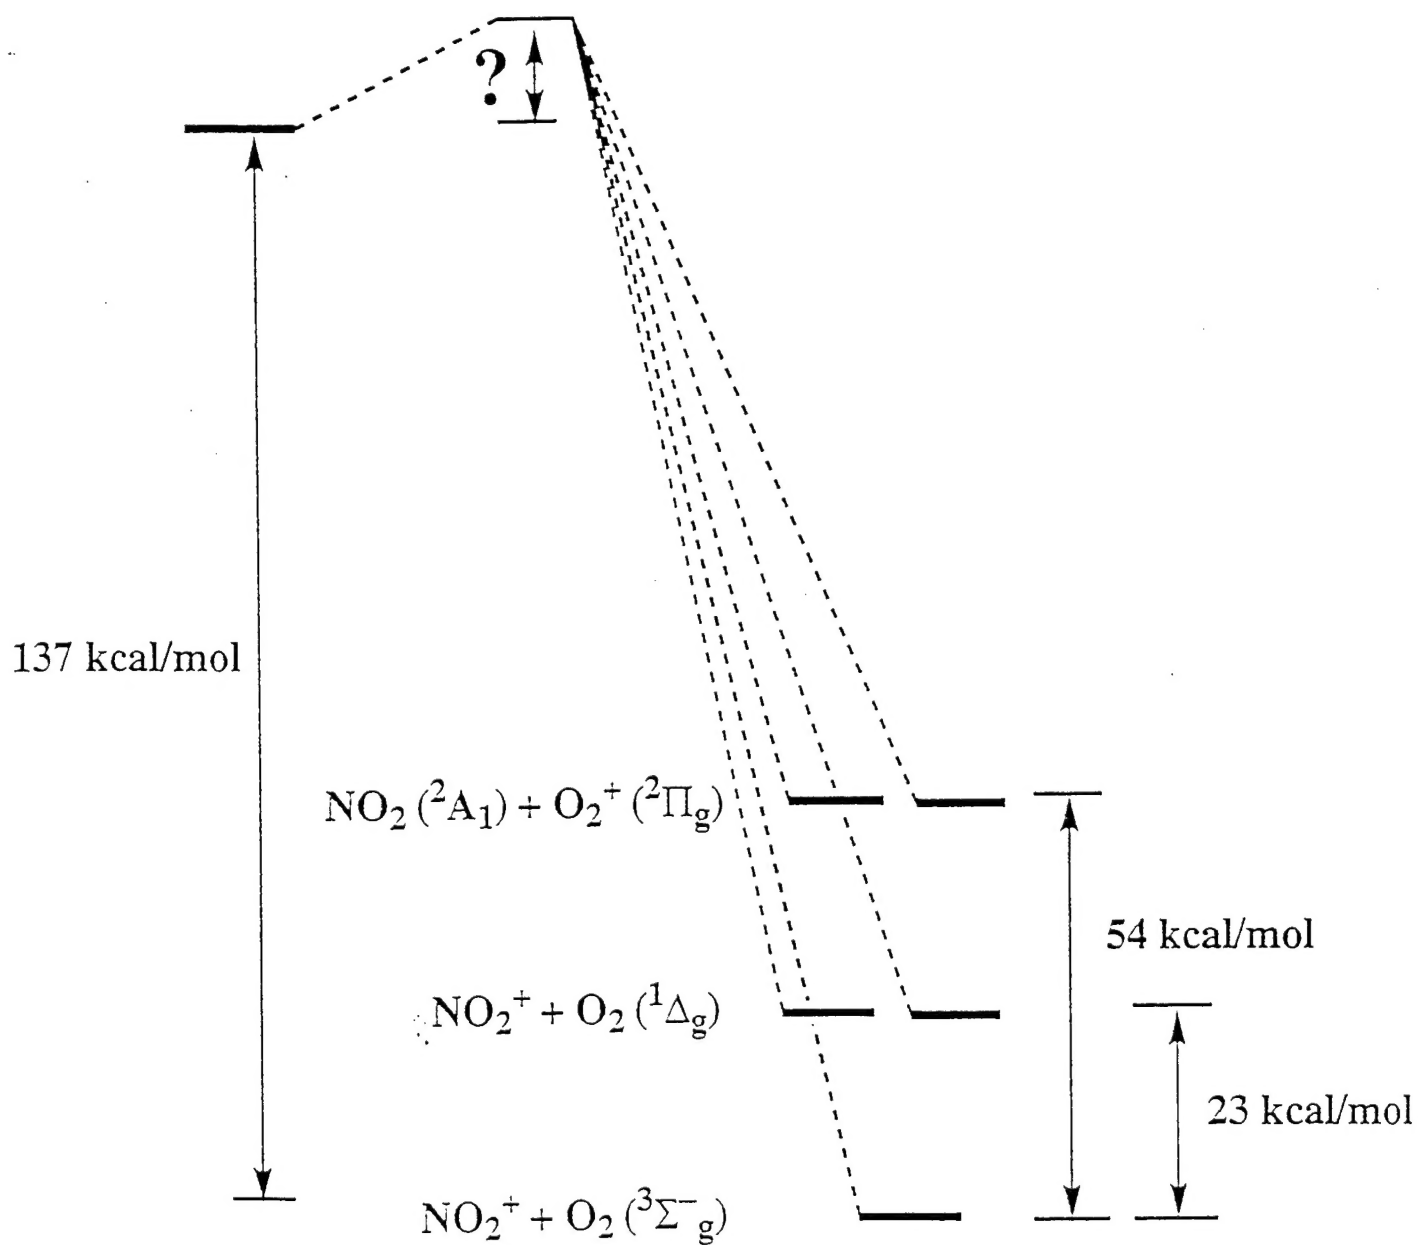 ?
137 kcal/mol
NO₂ (²A₁) + O₂⁺ (²Πg)
54 kcal/mol
NO₂⁺ + O₂ (¹Δg)
23 kcal/mol
NO₂⁺ + O₂ (³Σ⁻g)